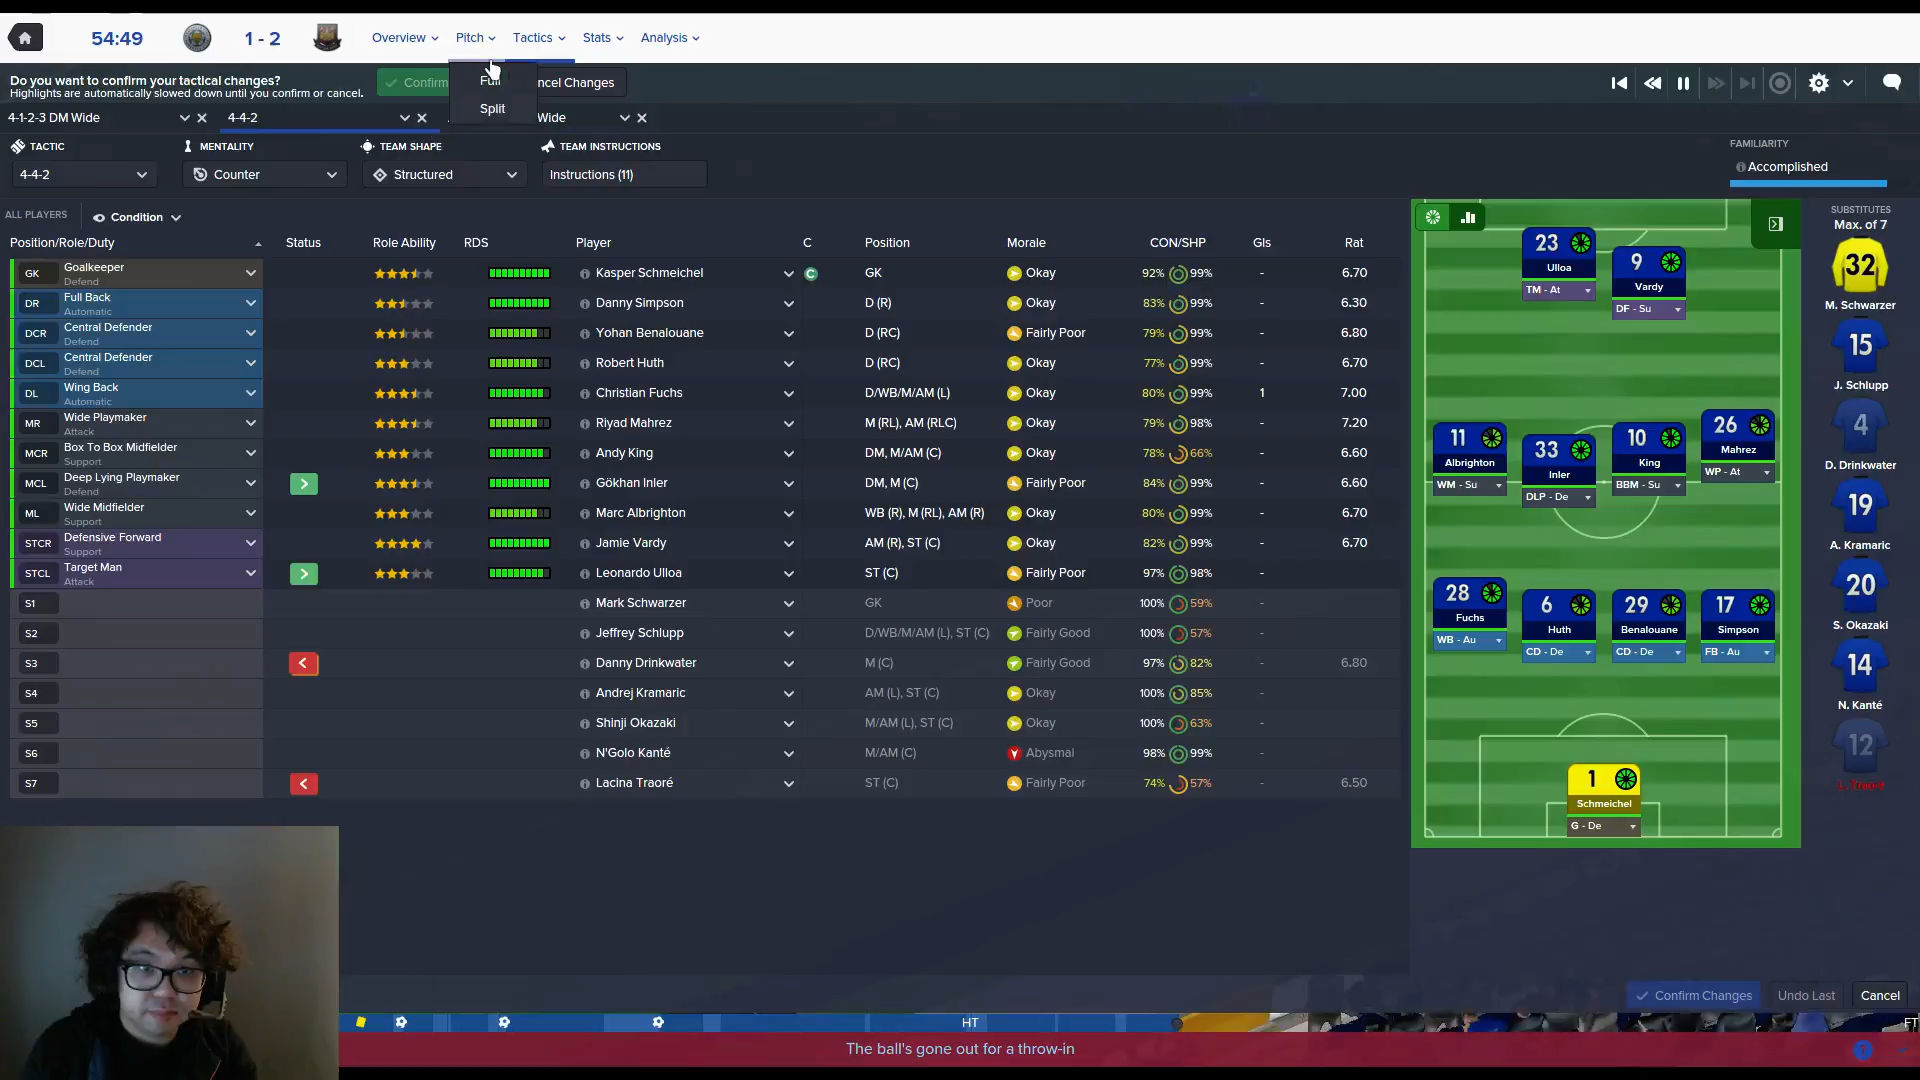 54:49 1 - 2 Overview Pitch Tactics Stats Analysis
Do you want to confirm your tactical changes?
Highlights are automatically slowed down until you confirm or cancel.
Confirm Full ncel Changes
Split
4-1-2-3 DM Wide 4-4-2 Wide
TACTIC MENTALITY TEAM SHAPE TEAM INSTRUCTIONS
4-4-2 Counter Structured Instructions (11)
FAMILIARITY
Accomplished
ALL PLAYERS Condition
Position/Role/Duty Status Role Ability RDS Player C Position Morale CON/SHP Gls Rat
GK Goalkeeper Defend Kasper Schmeichel C GK Okay 92% 99% - 6.70
DR Full Back Automatic Danny Simpson D (R) Okay 83% 99% - 6.30
DCR Central Defender Defend Yohan Benalouane D (RC) Fairly Poor 79% 99% - 6.80
DCL Central Defender Defend Robert Huth D (RC) Okay 77% 99% - 6.70
DL Wing Back Automatic Christian Fuchs D/WB/M/AM (L) Okay 80% 99% 1 7.00
MR Wide Playmaker Attack Riyad Mahrez M (RL), AM (RLC) Okay 79% 98% - 7.20
MCR Box To Box Midfielder Support Andy King DM, M/AM (C) Okay 78% 66% - 6.60
MCL Deep Lying Playmaker Defend Gökhan Inler DM, M (C) Fairly Poor 84% 99% - 6.60
ML Wide Midfielder Support Marc Albrighton WB (R), M (RL), AM (R) Okay 80% 99% - 6.70
STCR Defensive Forward Support Jamie Vardy AM (R), ST (C) Okay 82% 99% - 6.70
STCL Target Man Attack Leonardo Ulloa ST (C) Fairly Poor 97% 98% -
S1 Mark Schwarzer GK Poor 100% 59% -
S2 Jeffrey Schlupp D/WB/M/AM (L), ST (C) Fairly Good 100% 57% -
S3 Danny Drinkwater M (C) Fairly Good 97% 82% - 6.80
S4 Andrej Kramaric AM (L), ST (C) Okay 100% 85% -
S5 Shinji Okazaki M/AM (L), ST (C) Okay 100% 63% -
S6 N'Golo Kanté M/AM (C) Abysmal 98% 99% -
S7 Lacina Traoré ST (C) Fairly Poor 74% 57% - 6.50
23 Ulloa TM - At
9 Vardy DF - Su
11 Albrighton WM - Su
33 Inler DLP - De
10 King BBM - Su
26 Mahrez WP - At
28 Fuchs WB - Au
6 Huth CD - De
29 Benalouane CD - De
17 Simpson FB - Au
1 Schmeichel G - De
SUBSTITUTES
Max. of 7
32
M. Schwarzer
15
J. Schlupp
4
D. Drinkwater
19
A. Kramaric
20
S. Okazaki
14
N. Kanté
12
L. Traoré
Confirm Changes Undo Last Cancel
HT FT
The ball's gone out for a throw-in
?